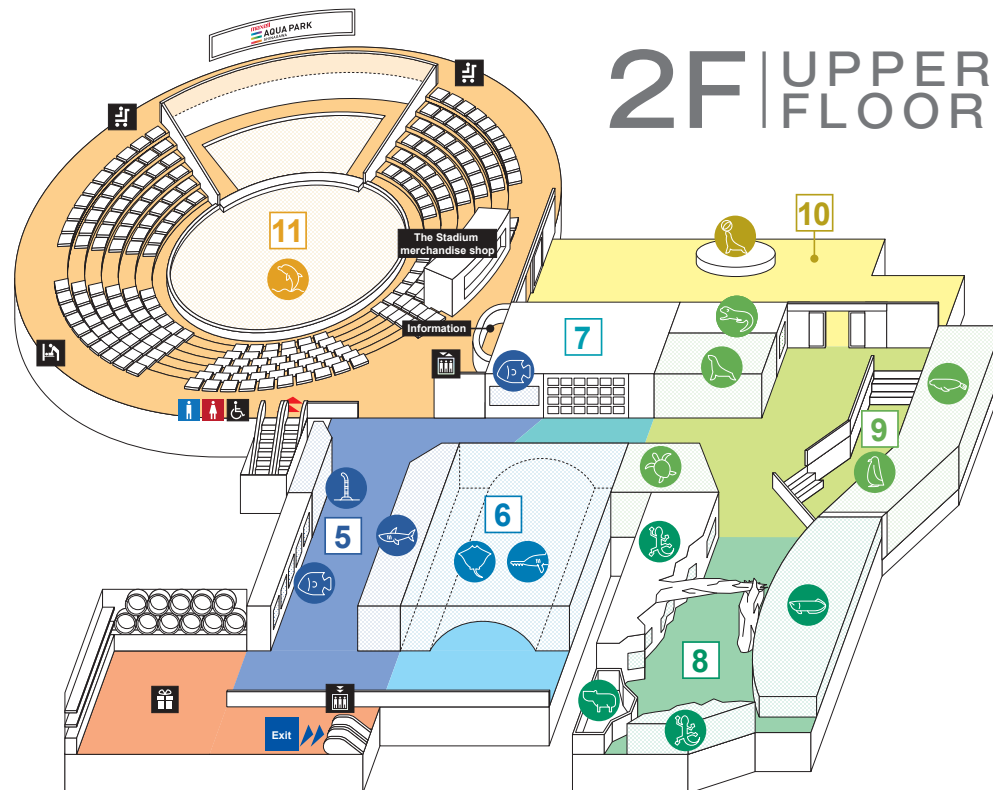 maxell
AQUA PARK
SHINAGAWA
2F
UPPER
FLOOR
10
11
The Stadium
merchandise shop
Information
7
9
6
5
8
Exit